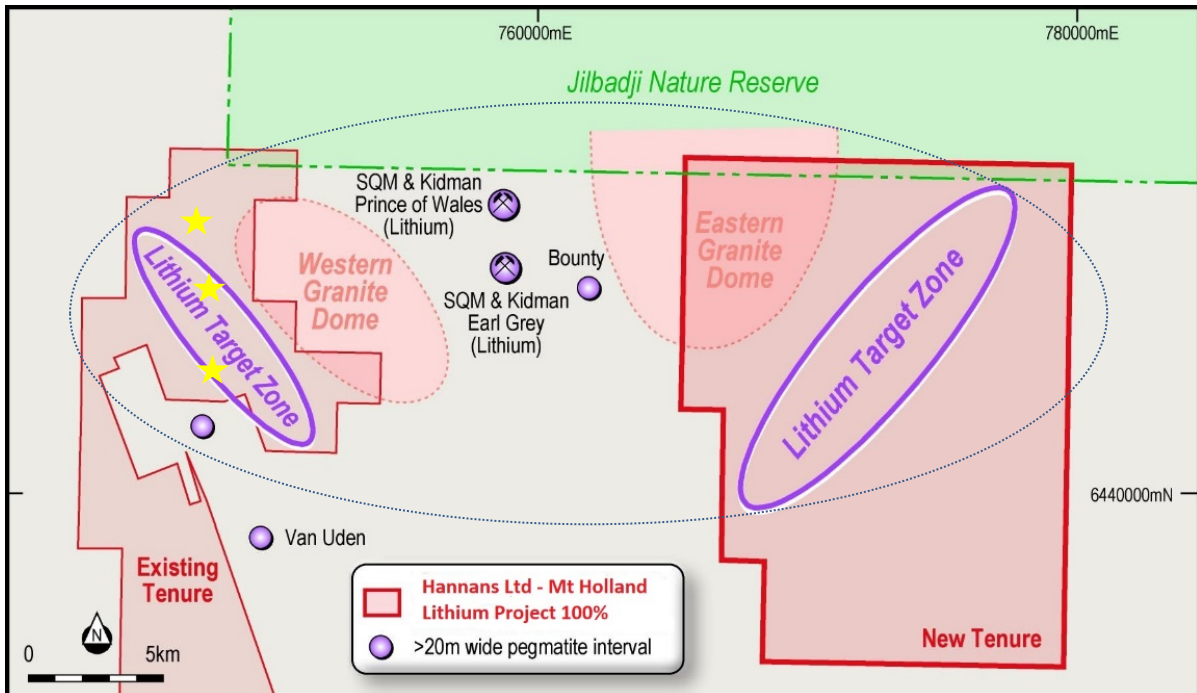 760000mE
780000mE
Jilbadji Nature Reserve
SQM & Kidman
Prince of Wales
(Lithium)
Eastern
Granite
Dome
Western
Granite
Dome
Bounty
SQM & Kidman
Earl Grey
(Lithium)
Lithium Target Zone
Lithium Target Zone
6440000mN
Van Uden
Existing
Tenure
Hannans Ltd - Mt Holland
Lithium Project 100%
>20m wide pegmatite interval
New Tenure
N
0
5km